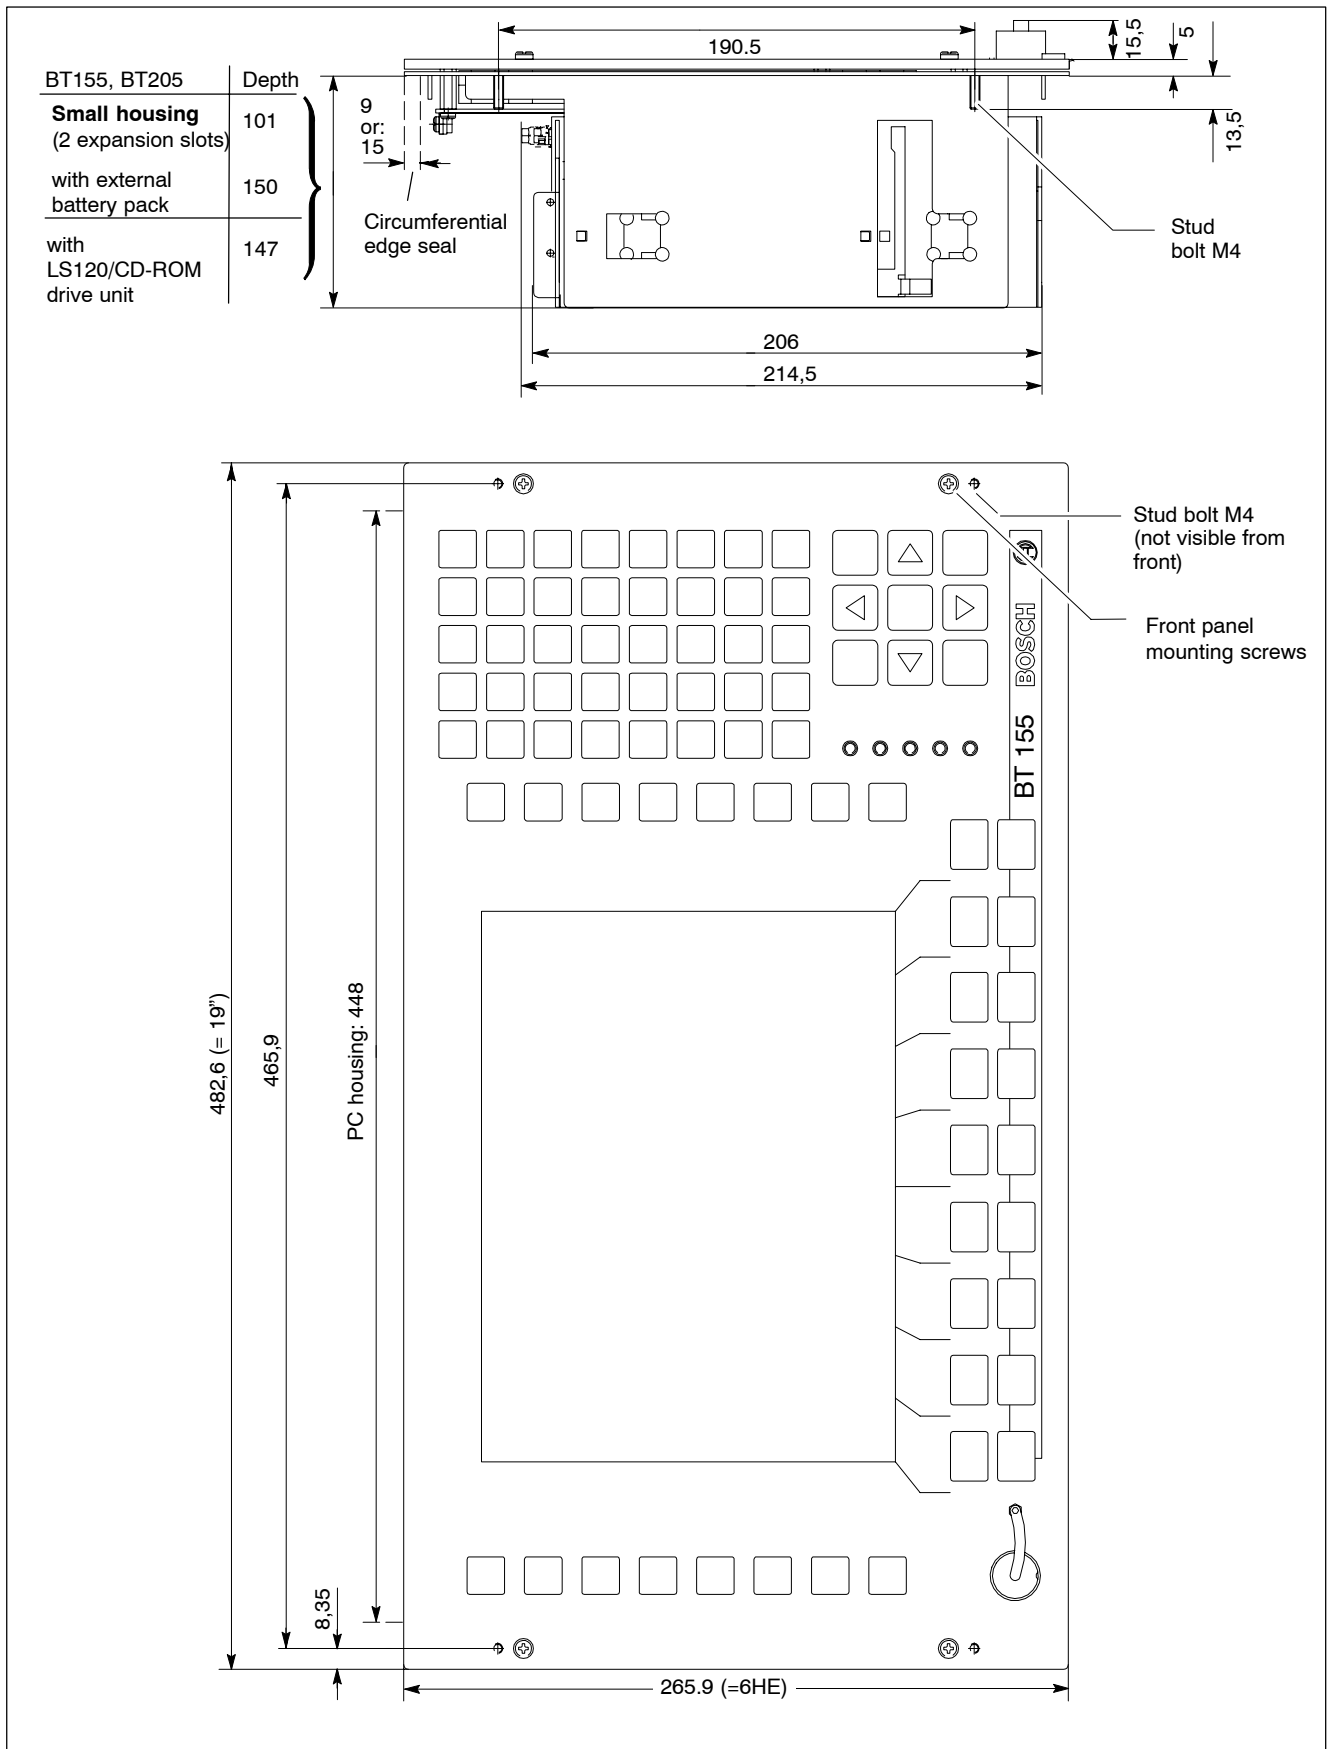 190.5
15,5
5
13,5
BT155, BT205 Depth
Small housing 101
(2 expansion slots)
with external 150
battery pack
with 147
LS120/CD-ROM
drive unit
9
or:
15
Circumferential
edge seal
Stud
bolt M4
206
214,5
Stud bolt M4
(not visible from
front)
Front panel
mounting screws
BOSCH
BT 155
482,6 (= 19”)
465,9
PC housing: 448
8,35
265.9 (=6HE)